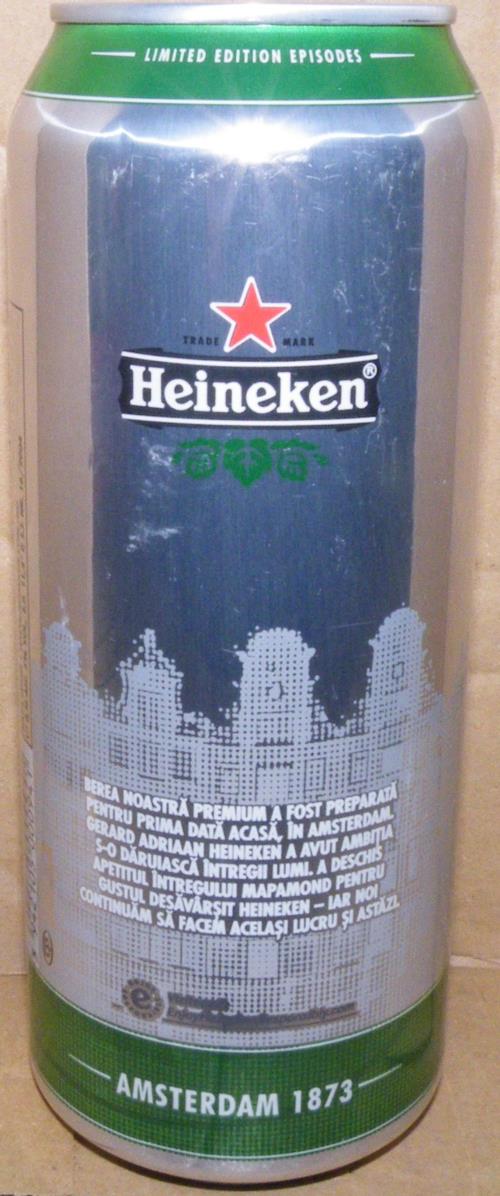 LIMITED EDITION EPISODES
TRADE MARK
Heineken®
BEREA NOASTRĂ PREMIUM A FOST PREPARATĂ
PENTRU PRIMA DATĂ ACASĂ, ÎN AMSTERDAM.
GERARD ADRIAAN HEINEKEN A AVUT AMBIȚIA
S-O DĂRUIASCĂ ÎNTREGII LUMI. A DESCHIS
APETITUL ÎNTREGULUI MAPAMOND PENTRU
GUSTUL DESĂVÂRȘIT HEINEKEN – IAR NOI
CONTINUĂM SĂ FACEM ACELAȘI LUCRU ȘI ASTĂZI.
AMSTERDAM 1873